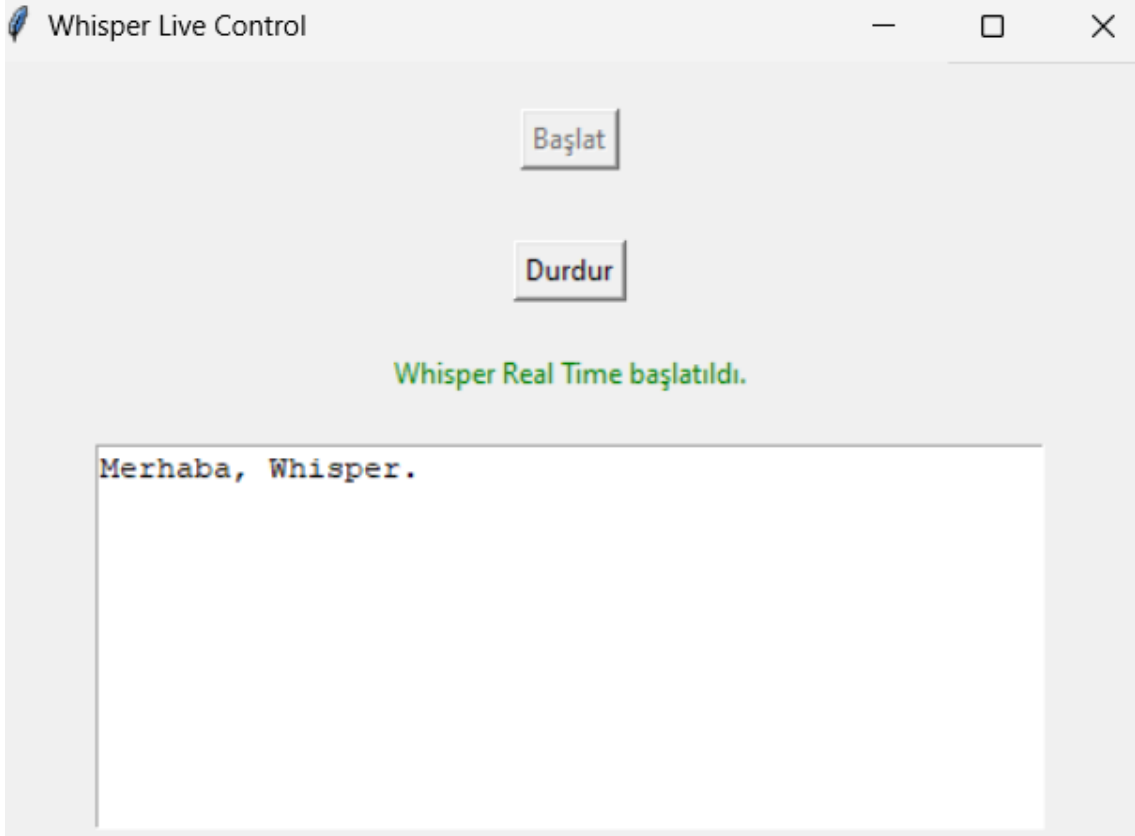 Whisper Live Control
Başlat
Durdur
Whisper Real Time başlatıldı.
Merhaba, Whisper.